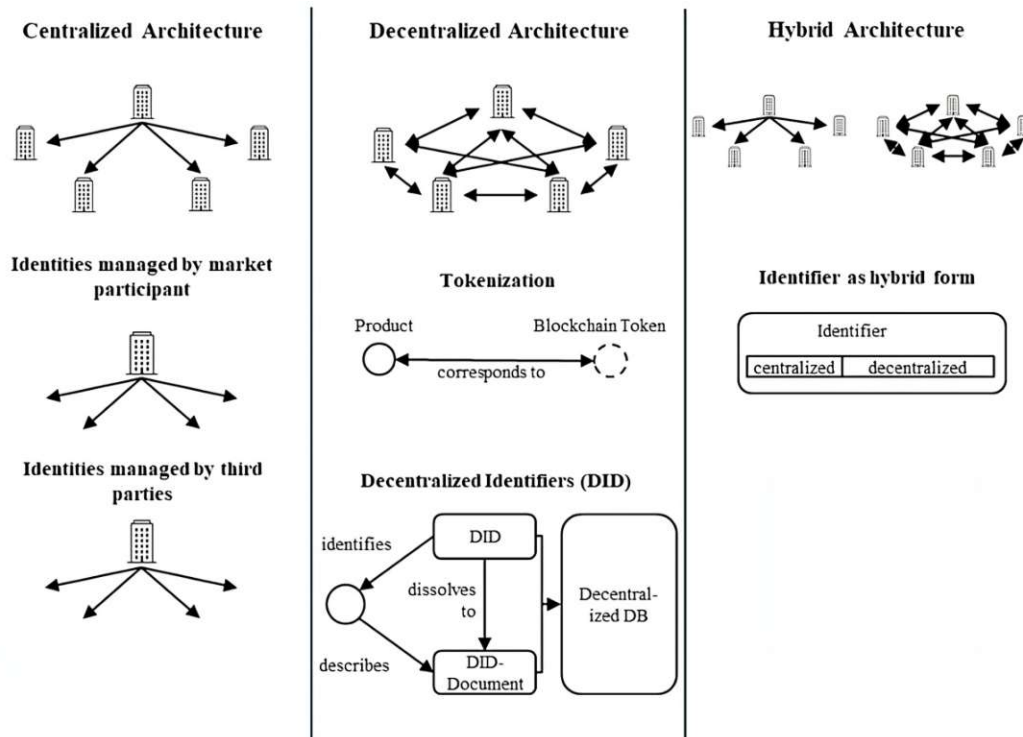 Centralized Architecture
Identities managed by market
participant
Identities managed by third
parties
Decentralized Architecture
Tokenization
Product
Blockchain Token
corresponds to
Decentralized Identifiers (DID)
identifies
DID
dissolves
to
Decentral-
ized DB
describes
DID-
Document
Hybrid Architecture
Identifier as hybrid form
Identifier
centralized
decentralized